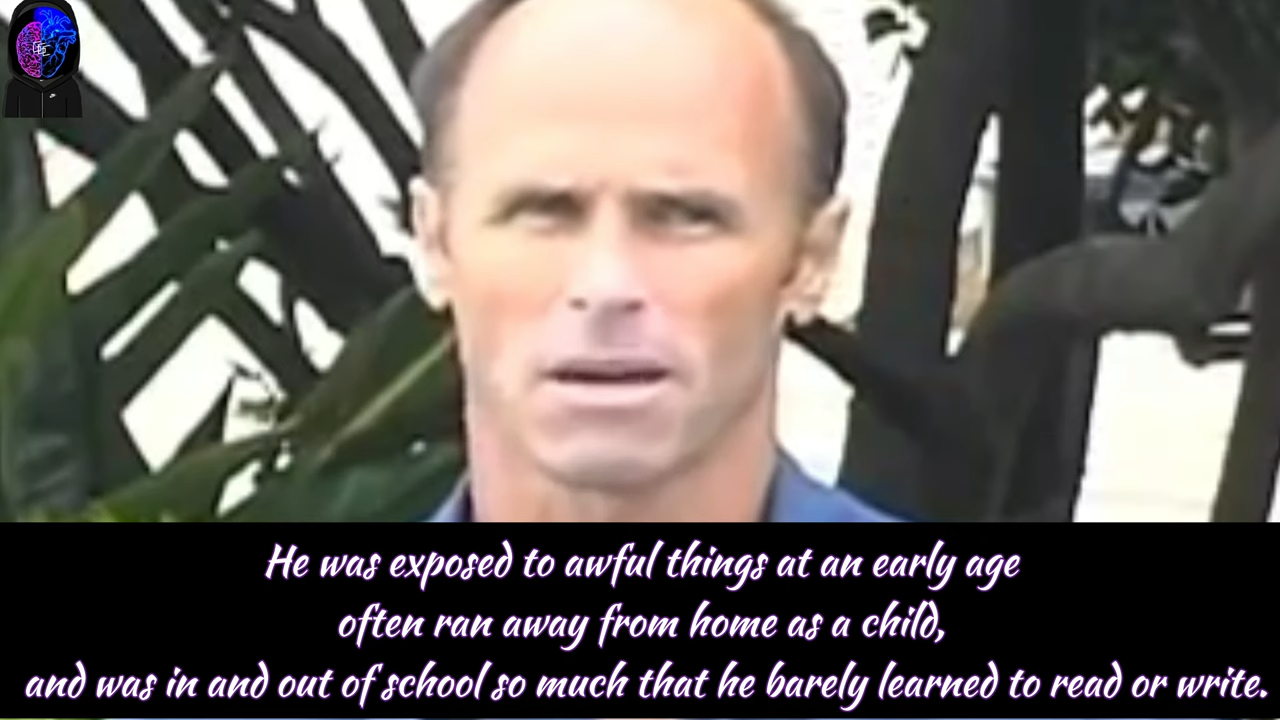 He was exposed to awful things at an early age
often ran away from home as a child,
and was in and out of school so much that he barely learned to read or write.